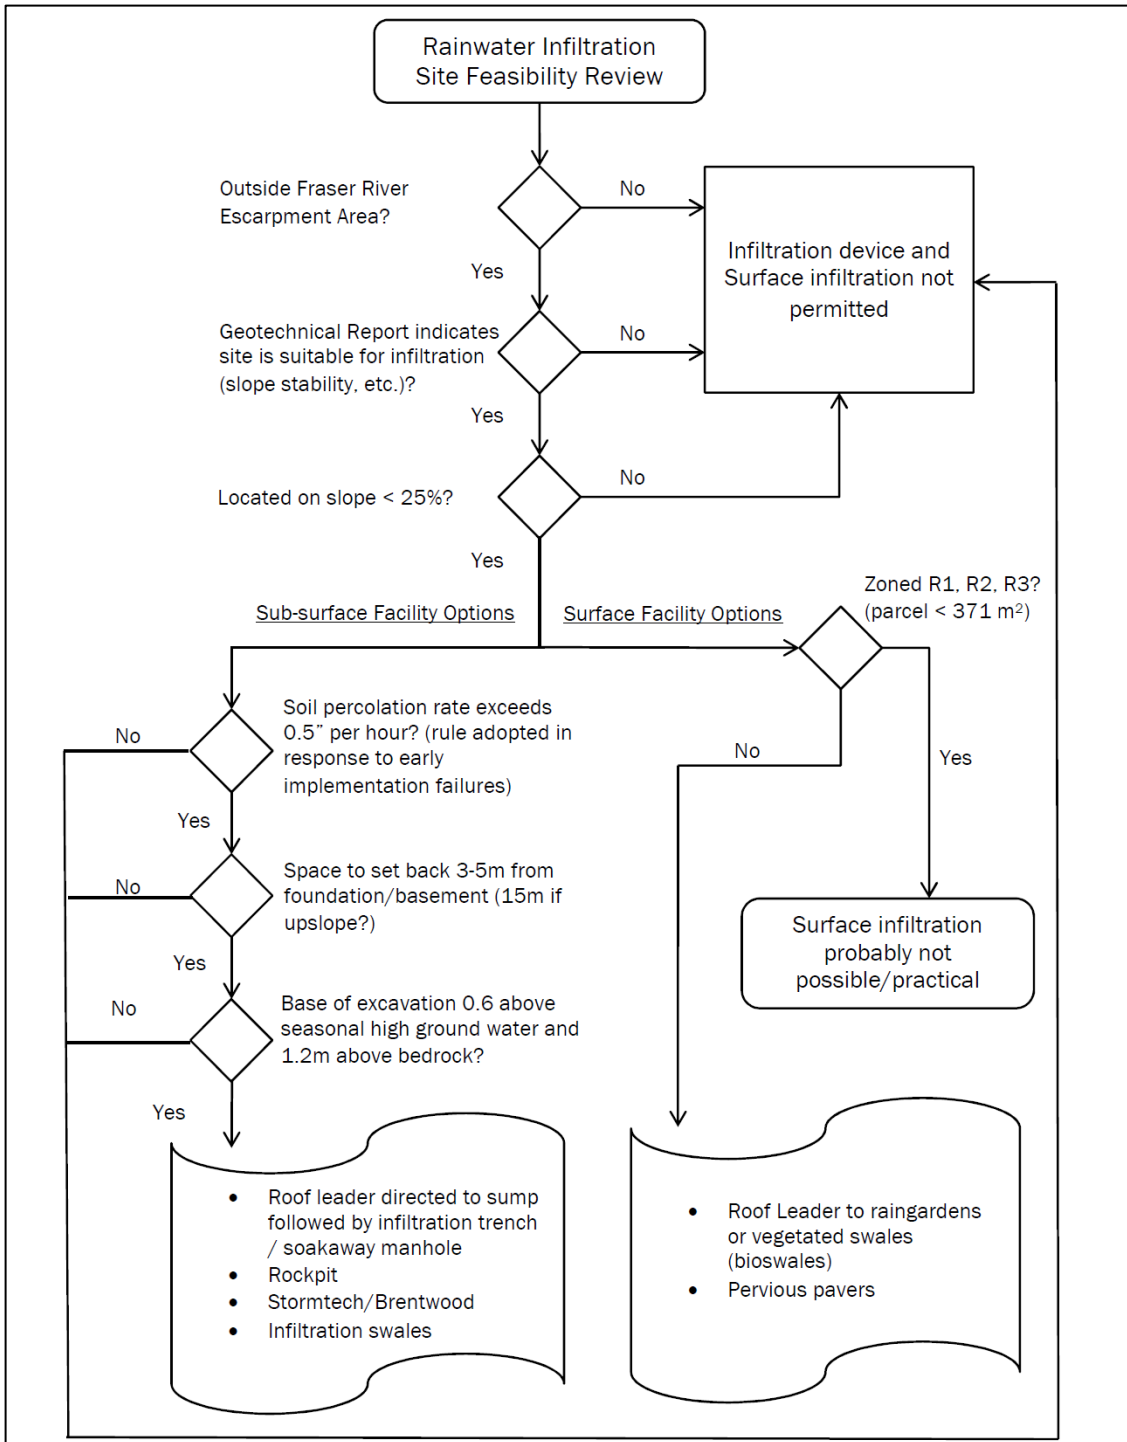 Rainwater Infiltration
Site Feasibility Review
Outside Fraser River
Escarpment Area?
No
Infiltration device and
Surface infiltration not
permitted
Yes
Geotechnical Report indicates
site is suitable for infiltration
(slope stability, etc.)?
No
Yes
Located on slope < 25%?
No
Yes
Zoned R1, R2, R3?
(parcel < 371 m²)
Sub-surface Facility Options
Surface Facility Options
Soil percolation rate exceeds
0.5” per hour? (rule adopted in
response to early
implementation failures)
No
No
Yes
Yes
Space to set back 3-5m from
foundation/basement (15m if
upslope?)
No
Surface infiltration
probably not
possible/practical
Yes
Base of excavation 0.6 above
seasonal high ground water and
1.2m above bedrock?
No
Yes
• Roof leader directed to sump
followed by infiltration trench
/ soakaway manhole
• Rockpit
• Stormtech/Brentwood
• Infiltration swales
• Roof Leader to raingardens
or vegetated swales
(bioswales)
• Pervious pavers